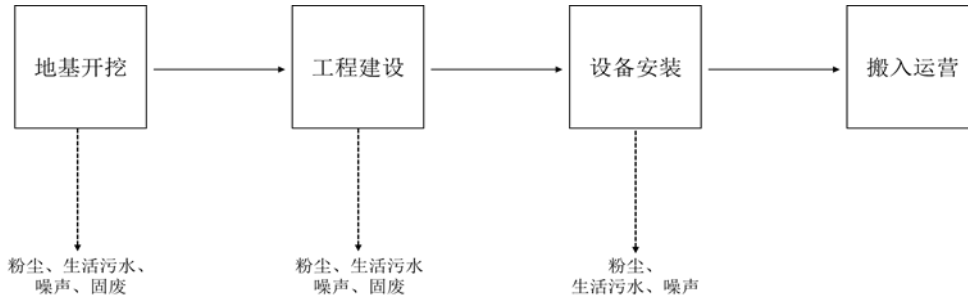 地基开挖
工程建设
设备安装
搬入运营
粉尘、生活污水、
噪声、固废
粉尘、生活污水
噪声、固废
粉尘、
生活污水、噪声